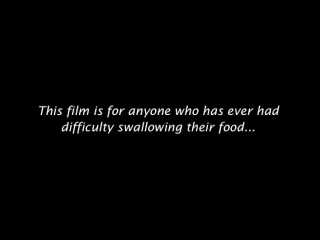 This film is for anyone who has ever had
difficulty swallowing their food...